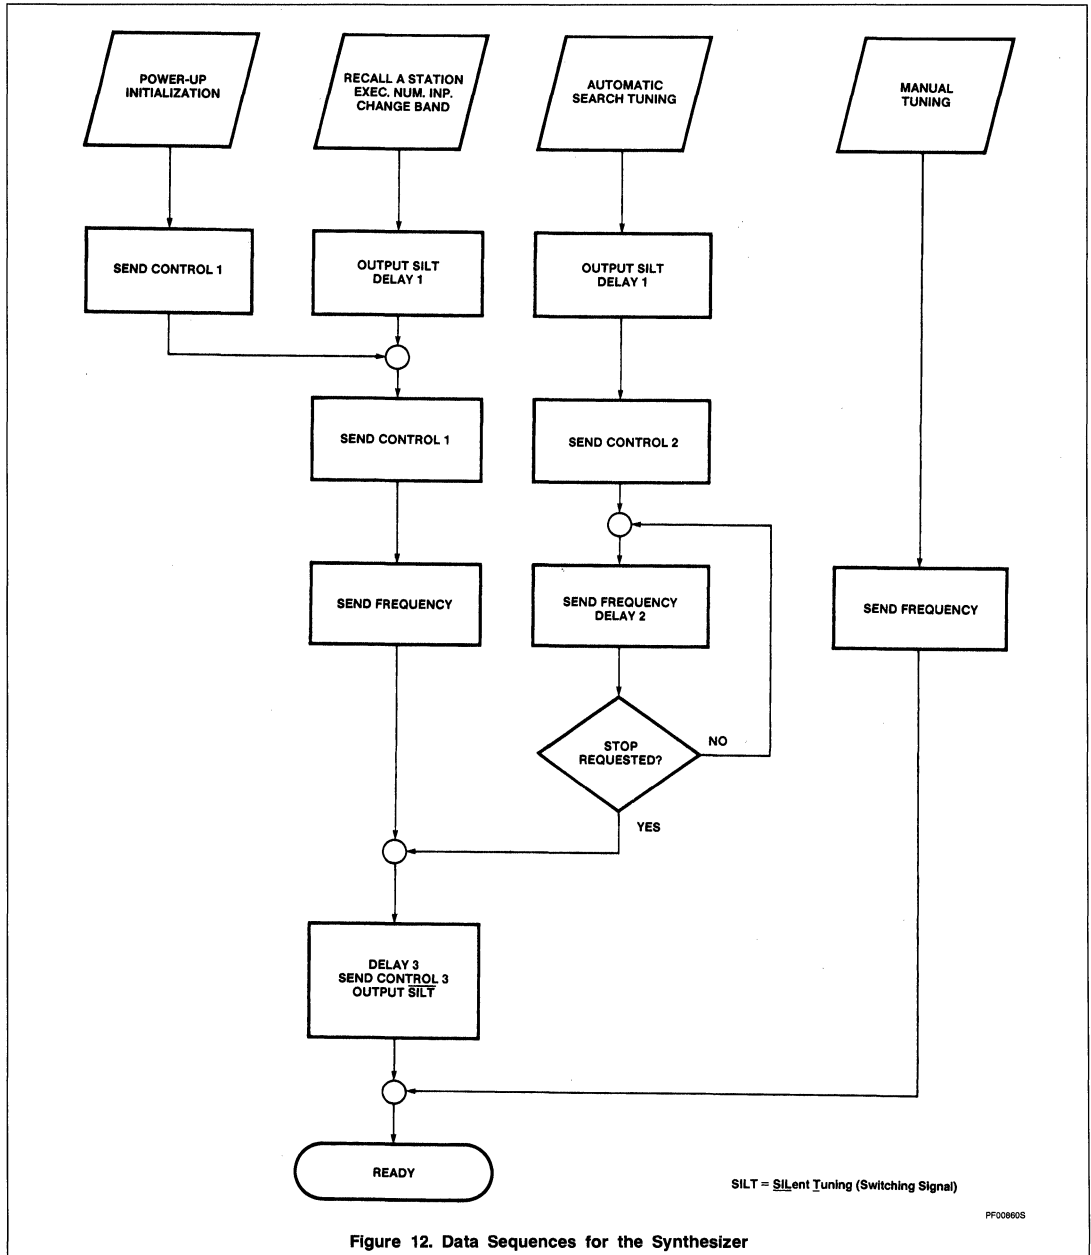 POWER-UP
INITIALIZATION
RECALL A STATION
EXEC. NUM. INP.
CHANGE BAND
AUTOMATIC
SEARCH TUNING
MANUAL
TUNING
SEND CONTROL 1
OUTPUT SILT
DELAY 1
OUTPUT SILT
DELAY 1
SEND CONTROL 1
SEND CONTROL 2
SEND FREQUENCY
SEND FREQUENCY
DELAY 2
SEND FREQUENCY
STOP
REQUESTED?
NO
YES
DELAY 3
SEND CONTROL 3
OUTPUT S̅I̅L̅T̅
READY
SILT = SILent Tuning (Switching Signal)
PF00860S
Figure 12. Data Sequences for the Synthesizer